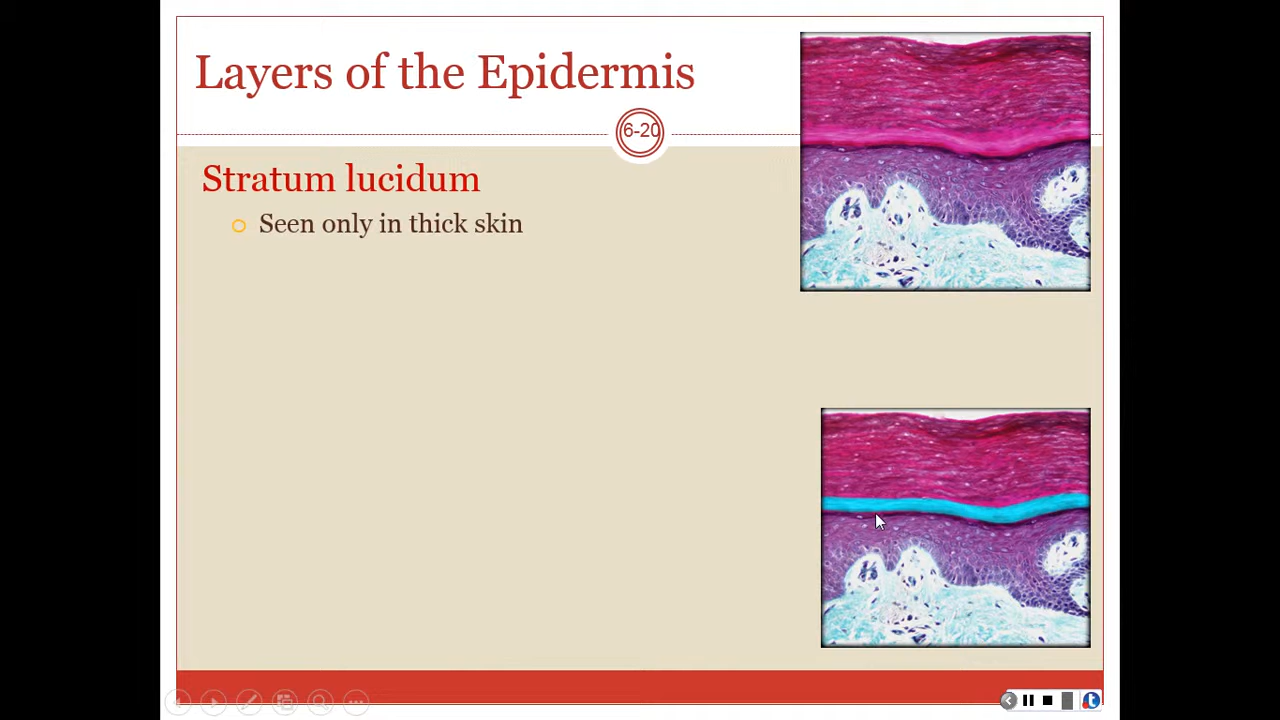 Layers of the Epidermis
6-20
Stratum lucidum
Seen only in thick skin